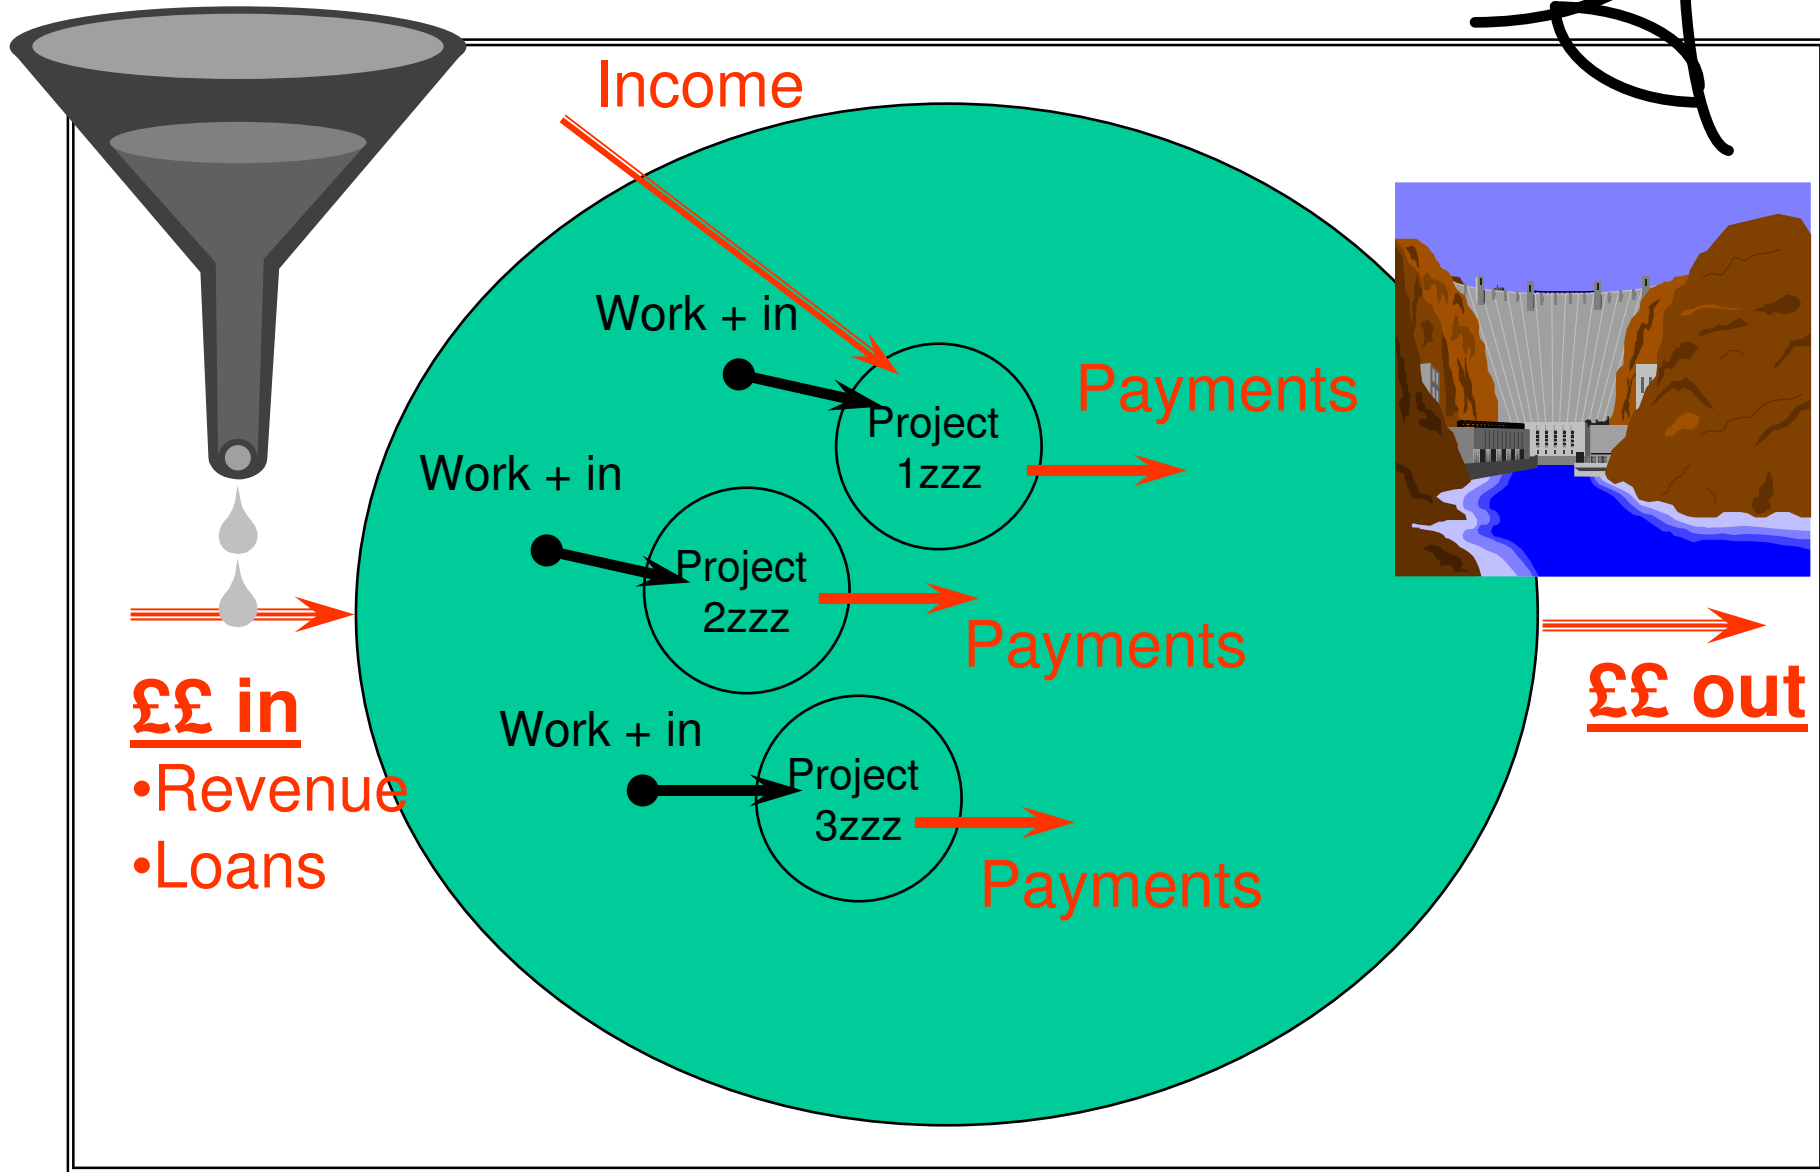 Income
Work + in
Payments
Project
1zzz
Work + in
Project
2zzz
Payments
££ in
•Revenue
•Loans
££ out
Work + in
Project
3zzz
Payments